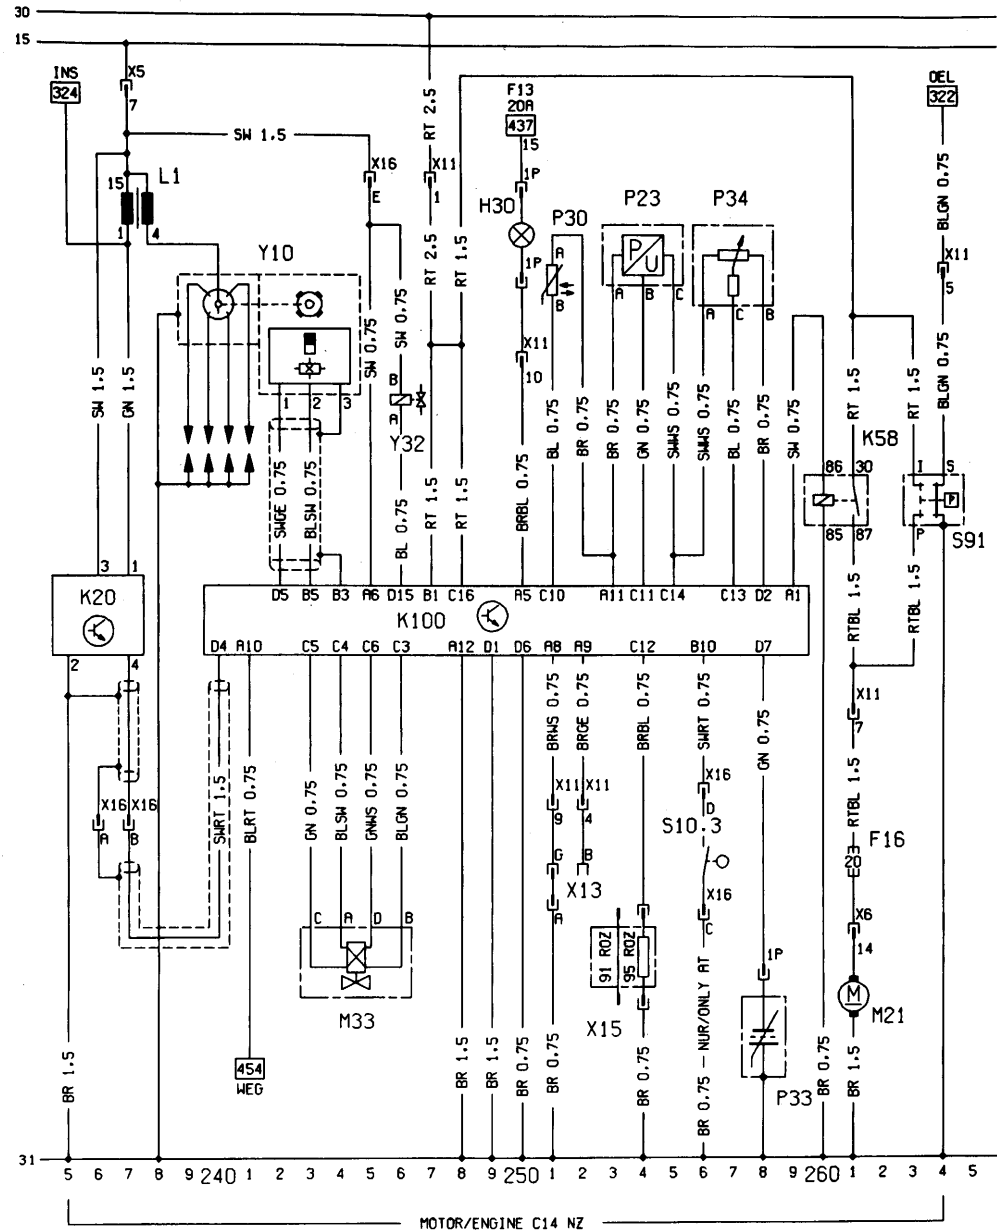 30
15
INS
324
X5
7
SW 1.5
RT 2.5
F13
20A
437
15
OEL
322
X16
E
X11
1
1P
H30
P30
P23
P34
BLGN 0.75
15
L1
1
4
Y10
RT 2.5
RT 1.5
1P
A
B
P
U
A
B
C
A
C
B
X11
5
SW 1.5
GN 1.5
SW 0.75
SW 0.75
X11
10
B
A
Y32
1
2
3
BL 0.75
BR 0.75
BR 0.75
GN 0.75
SWWS 0.75
SWWS 0.75
BL 0.75
BR 0.75
SW 0.75
RT 1.5
RT 1.5
BLGN 0.75
K58
86
30
85
87
I
S
P
P
S91
SWGE 0.75
BLSW 0.75
BL 0.75
RT 1.5
RT 1.5
BRBL 0.75
RTBL 1.5
RTBL 1.5
3
1
K20
2
4
D5
B5
B3
A6
D15
B1
C16
A5
C10
A11
C11
C14
C13
D2
A1
K100
D4
A10
C5
C4
C6
C3
A12
D1
D6
A8
A9
C12
B10
D7
X11
7
BRWS 0.75
BRGE 0.75
BRBL 0.75
SWRT 0.75
GN 0.75
SWRT 1.5
BLRT 0.75
GN 0.75
BLSW 0.75
GNWS 0.75
BLGN 0.75
RTBL 1.5
X16
A
X16
B
X11
9
X11
4
X16
D
S10.3
F16
20
G
A
B
X13
X16
C
X6
14
C
A
D
B
M33
91 ROZ
95 ROZ
X15
1P
P33
M
M21
454
WEG
BR 1.5
BR 1.5
BR 1.5
BR 0.75
BR 0.75
BR 0.75
BR 0.75 — NUR/ONLY AT
BR 0.75
BR 1.5
31
5 6 7 8 9 240 1 2 3 4 5 6 7 8 9 250 1 2 3 4 5 6 7 8 9 260 1 2 3 4 5
MOTOR/ENGINE C14 NZ